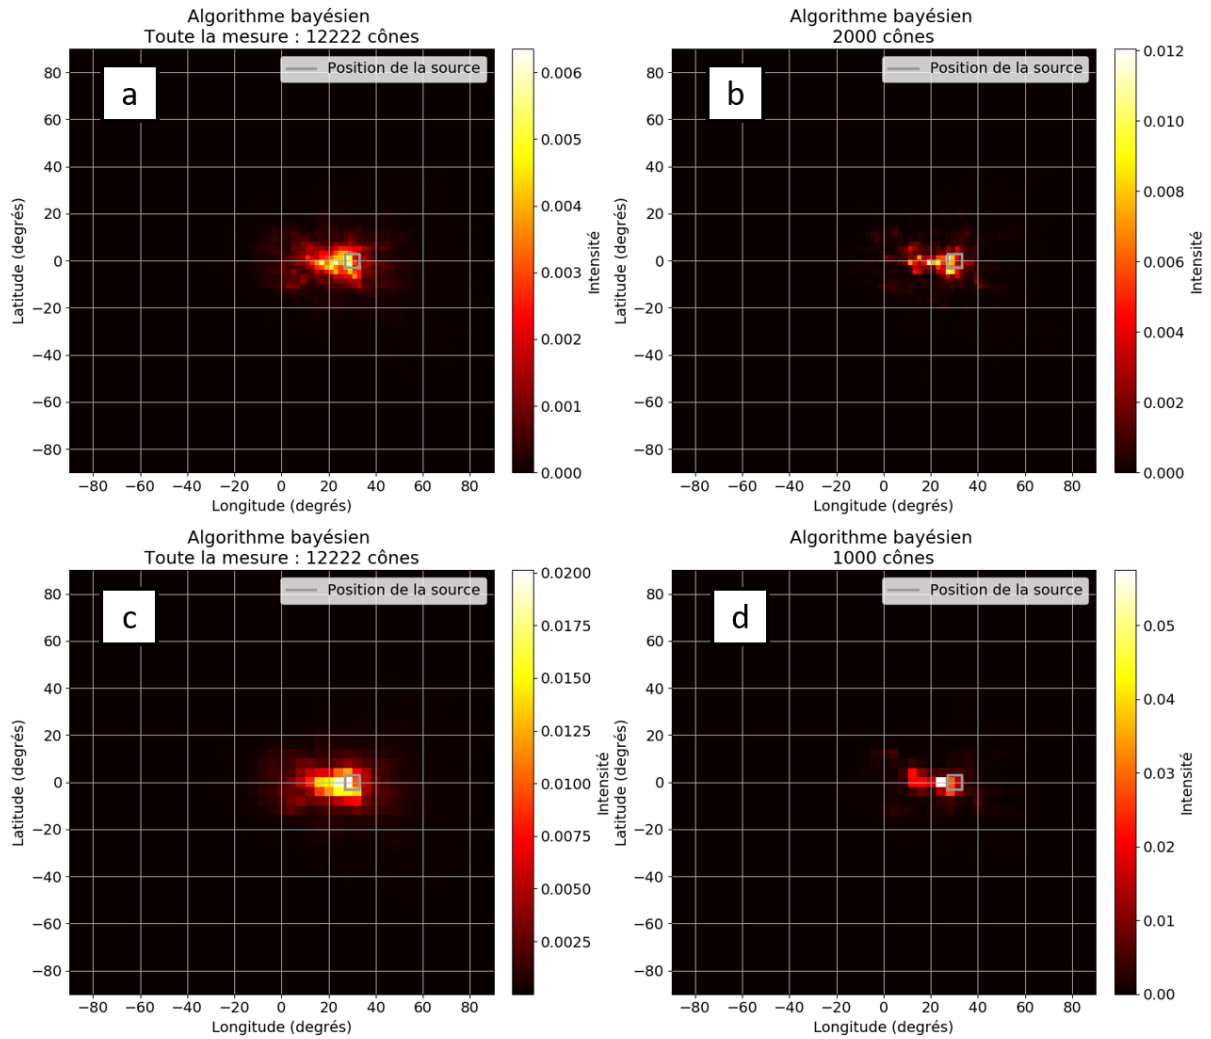 Algorithme bayésien
Toute la mesure : 12222 cônes
a
Position de la source
80
60
40
20
0
−20
−40
−60
−80
Latitude (degrés)
−80 −60 −40 −20 0 20 40 60 80
Longitude (degrés)
0.006
0.005
0.004
0.003
0.002
0.001
0.000
Intensité
Algorithme bayésien
2000 cônes
b
Position de la source
80
60
40
20
0
−20
−40
−60
−80
Latitude (degrés)
−80 −60 −40 −20 0 20 40 60 80
Longitude (degrés)
0.012
0.010
0.008
0.006
0.004
0.002
0.000
Intensité
Algorithme bayésien
Toute la mesure : 12222 cônes
c
Position de la source
80
60
40
20
0
−20
−40
−60
−80
Latitude (degrés)
−80 −60 −40 −20 0 20 40 60 80
Longitude (degrés)
0.0200
0.0175
0.0150
0.0125
0.0100
0.0075
0.0050
0.0025
Intensité
Algorithme bayésien
1000 cônes
d
Position de la source
80
60
40
20
0
−20
−40
−60
−80
Latitude (degrés)
−80 −60 −40 −20 0 20 40 60 80
Longitude (degrés)
0.05
0.04
0.03
0.02
0.01
0.00
Intensité